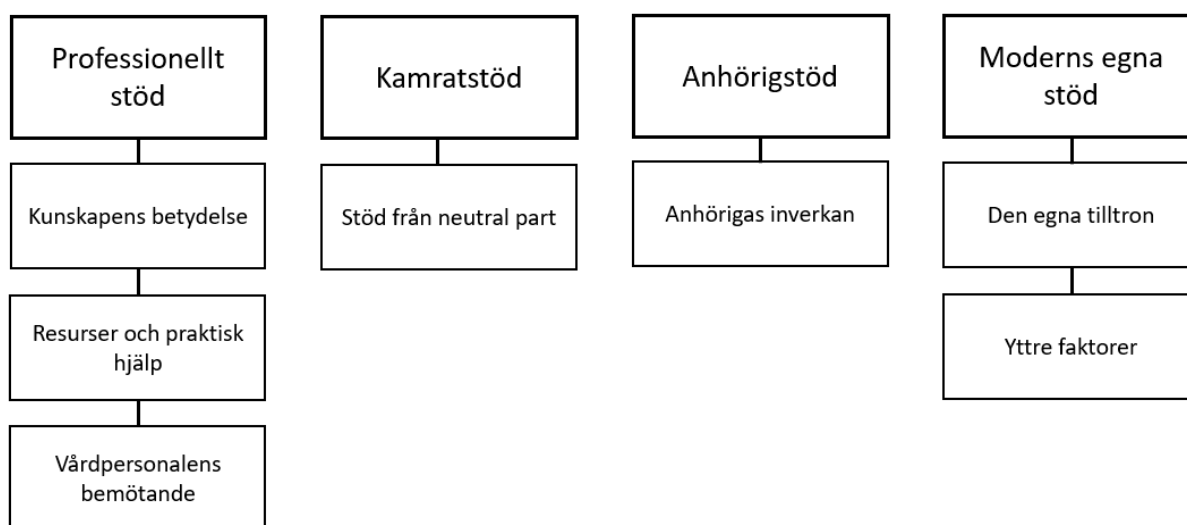 Professionellt
stöd
Kunskapens betydelse
Resurser och praktisk
hjälp
Vårdpersonalens
bemötande
Kamratstöd
Stöd från neutral part
Anhörigstöd
Anhörigas inverkan
Moderns egna
stöd
Den egna tilltron
Yttre faktorer